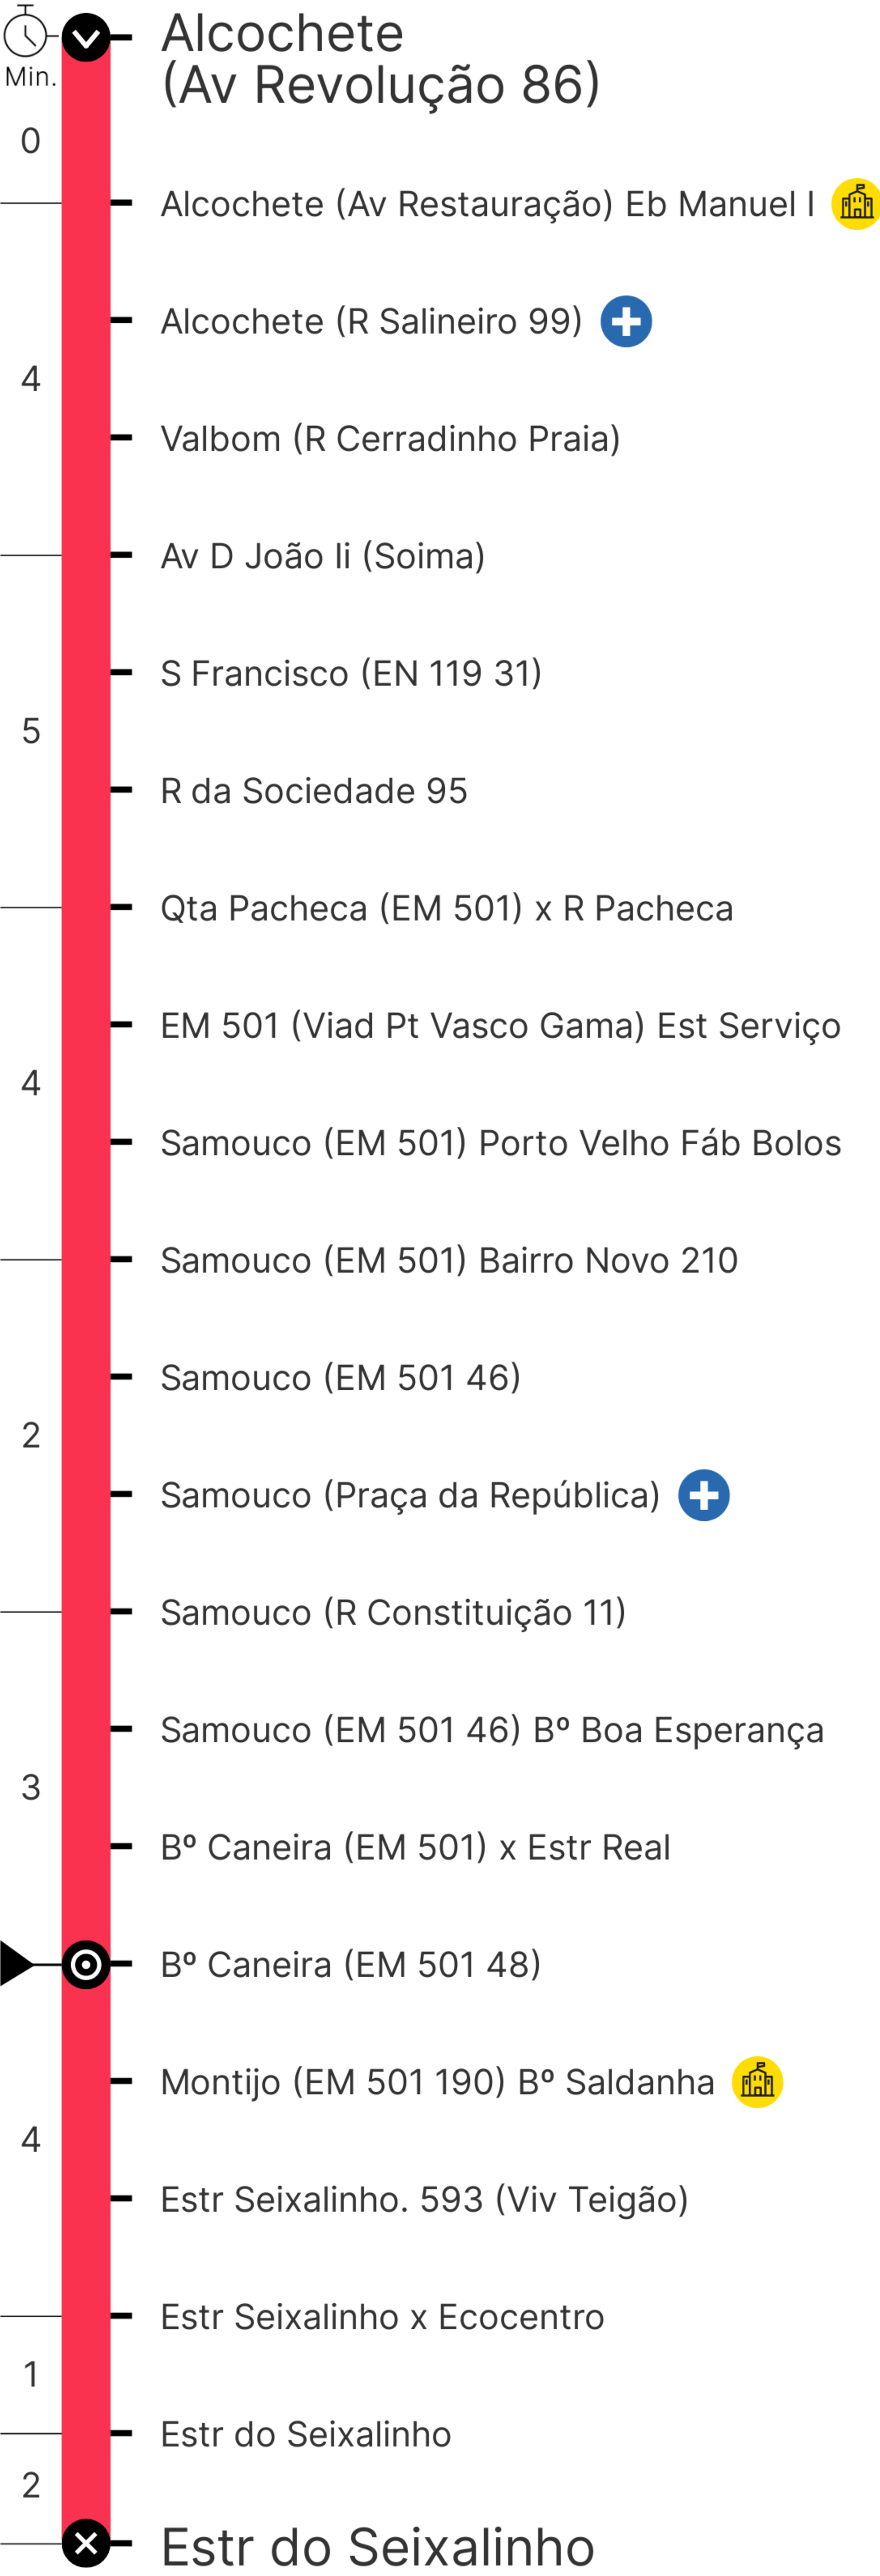 Min.
Alcochete
(Av Revolução 86)
0
Alcochete (Av Restauração) Eb Manuel I
Alcochete (R Salineiro 99)
4
Valbom (R Cerradinho Praia)
Av D João Ii (Soima)
S Francisco (EN 119 31)
5
R da Sociedade 95
Qta Pacheca (EM 501) x R Pacheca
EM 501 (Viad Pt Vasco Gama) Est Serviço
4
Samouco (EM 501) Porto Velho Fáb Bolos
Samouco (EM 501) Bairro Novo 210
Samouco (EM 501 46)
2
Samouco (Praça da República)
Samouco (R Constituição 11)
Samouco (EM 501 46) Bº Boa Esperança
3
Bº Caneira (EM 501) x Estr Real
Bº Caneira (EM 501 48)
Montijo (EM 501 190) Bº Saldanha
4
Estr Seixalinho. 593 (Viv Teigão)
Estr Seixalinho x Ecocentro
1
Estr do Seixalinho
2
Estr do Seixalinho